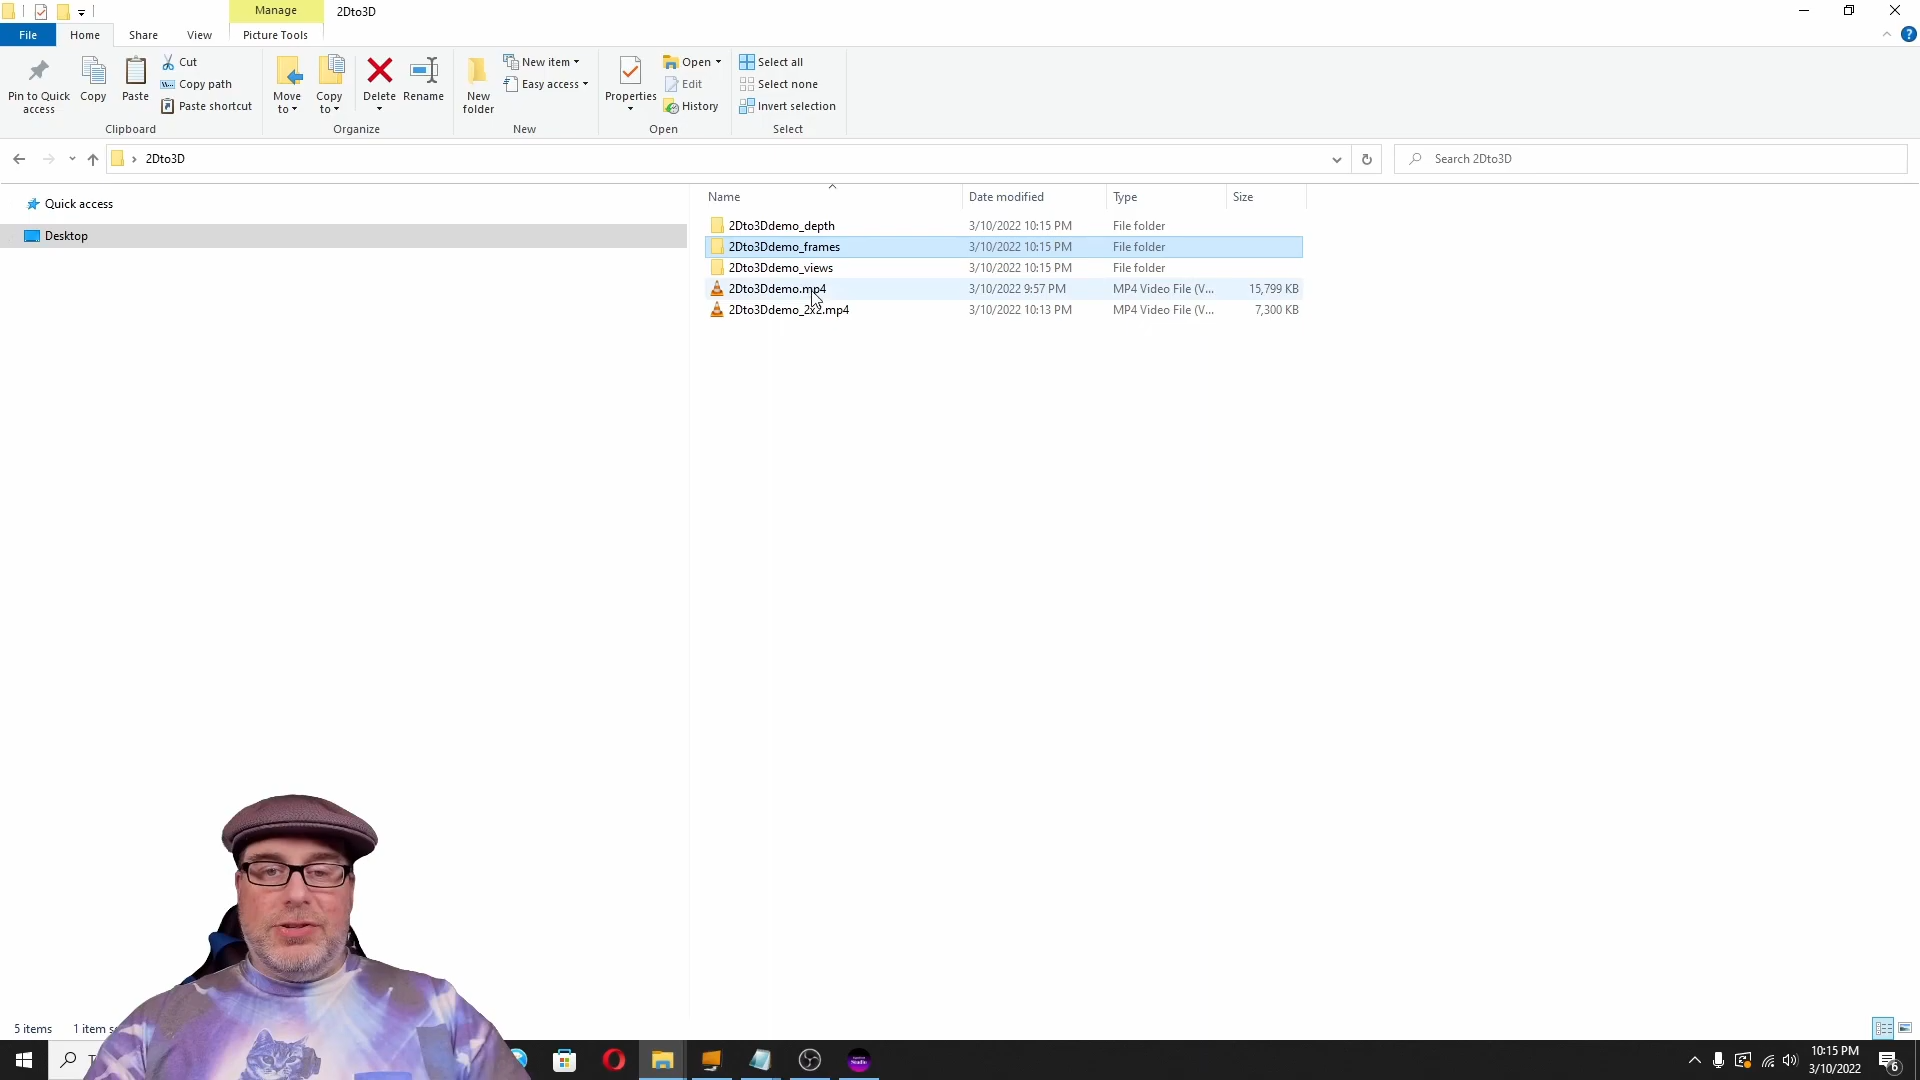 Manage
2Dto3D
File
Home
Share
View
Picture Tools
Pin to Quick access
Copy
Paste
Cut
Copy path
Paste shortcut
Clipboard
Move to
Copy to
Delete
Rename
Organize
New folder
New item
Easy access
New
Properties
Open
Edit
History
Open
Select all
Select none
Invert selection
Select
2Dto3D
Search 2Dto3D
Quick access
Desktop
Name Date modified Type Size
2Dto3Ddemo_depth 3/10/2022 10:15 PM File folder
2Dto3Ddemo_frames 3/10/2022 10:15 PM File folder
2Dto3Ddemo_views 3/10/2022 10:15 PM File folder
2Dto3Ddemo.mp4 3/10/2022 9:57 PM MP4 Video File (V... 15,799 KB
2Dto3Ddemo_2x2.mp4 3/10/2022 10:13 PM MP4 Video File (V... 7,300 KB
5 items 1 item
10:15 PM
3/10/2022
6